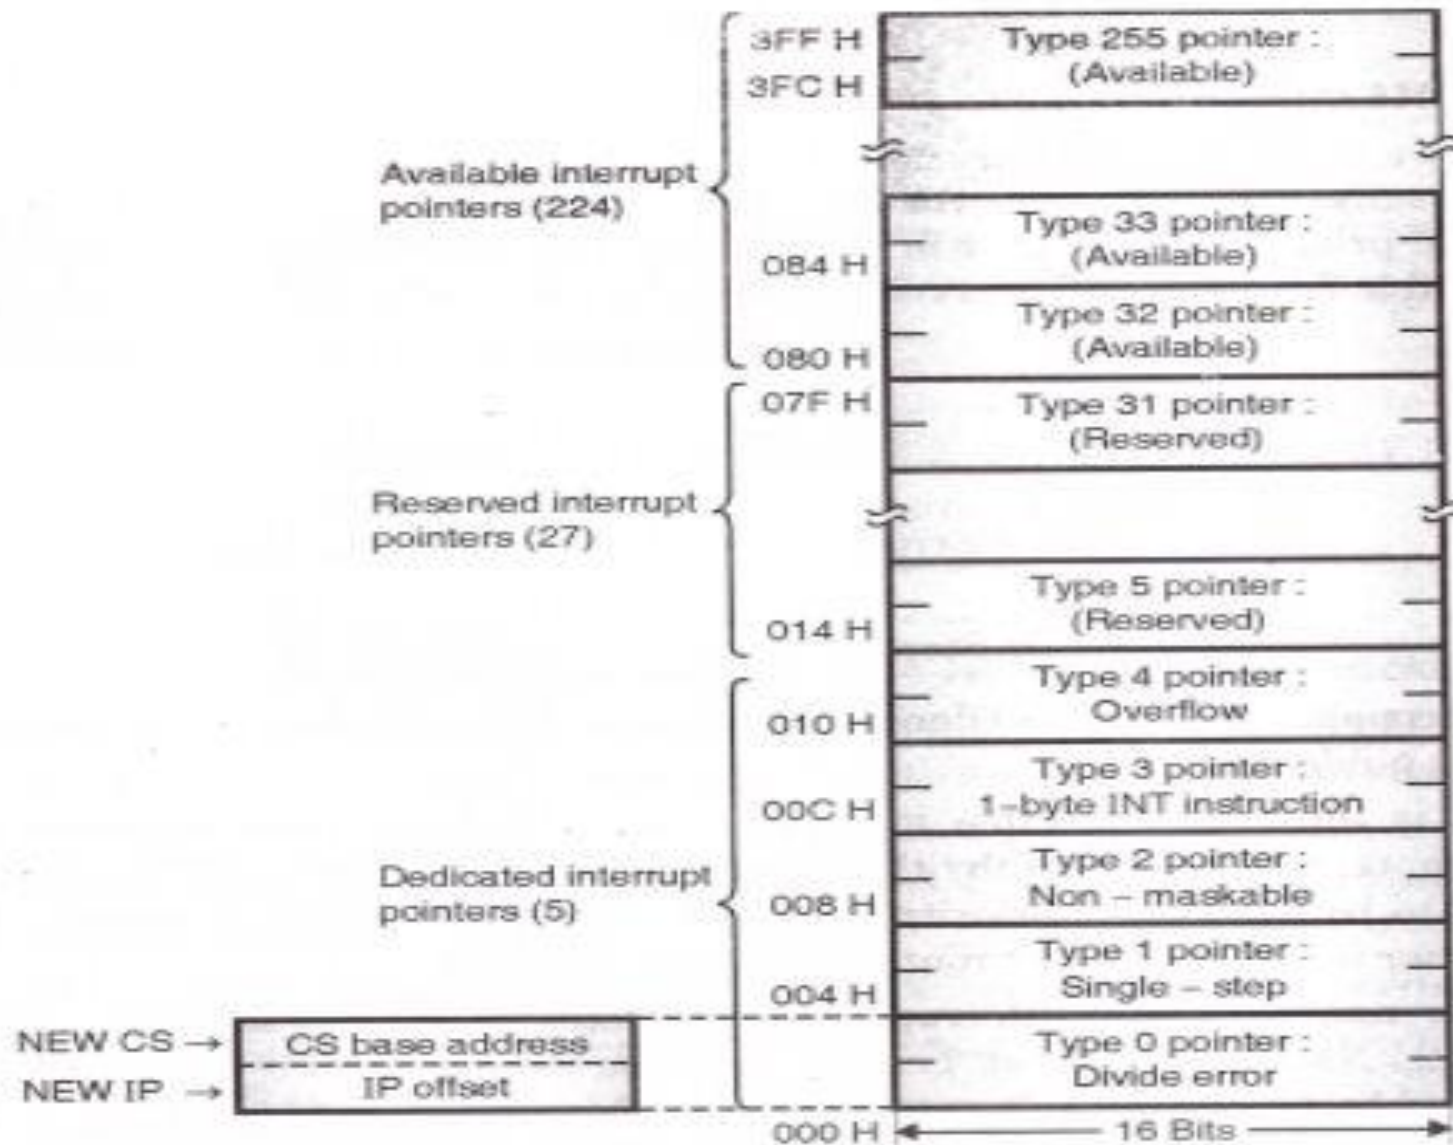 3FF H
Type 255 pointer :
(Available)
3FC H
Available interrupt
pointers (224)
Type 33 pointer :
(Available)
084 H
Type 32 pointer :
(Available)
080 H
07F H
Type 31 pointer :
(Reserved)
Reserved interrupt
pointers (27)
Type 5 pointer :
(Reserved)
014 H
Type 4 pointer :
Overflow
010 H
Type 3 pointer :
1-byte INT instruction
00C H
Dedicated interrupt
pointers (5)
Type 2 pointer :
Non - maskable
008 H
Type 1 pointer :
Single - step
004 H
NEW CS →
CS base address
NEW IP →
IP offset
Type 0 pointer :
Divide error
000 H
16 Bits